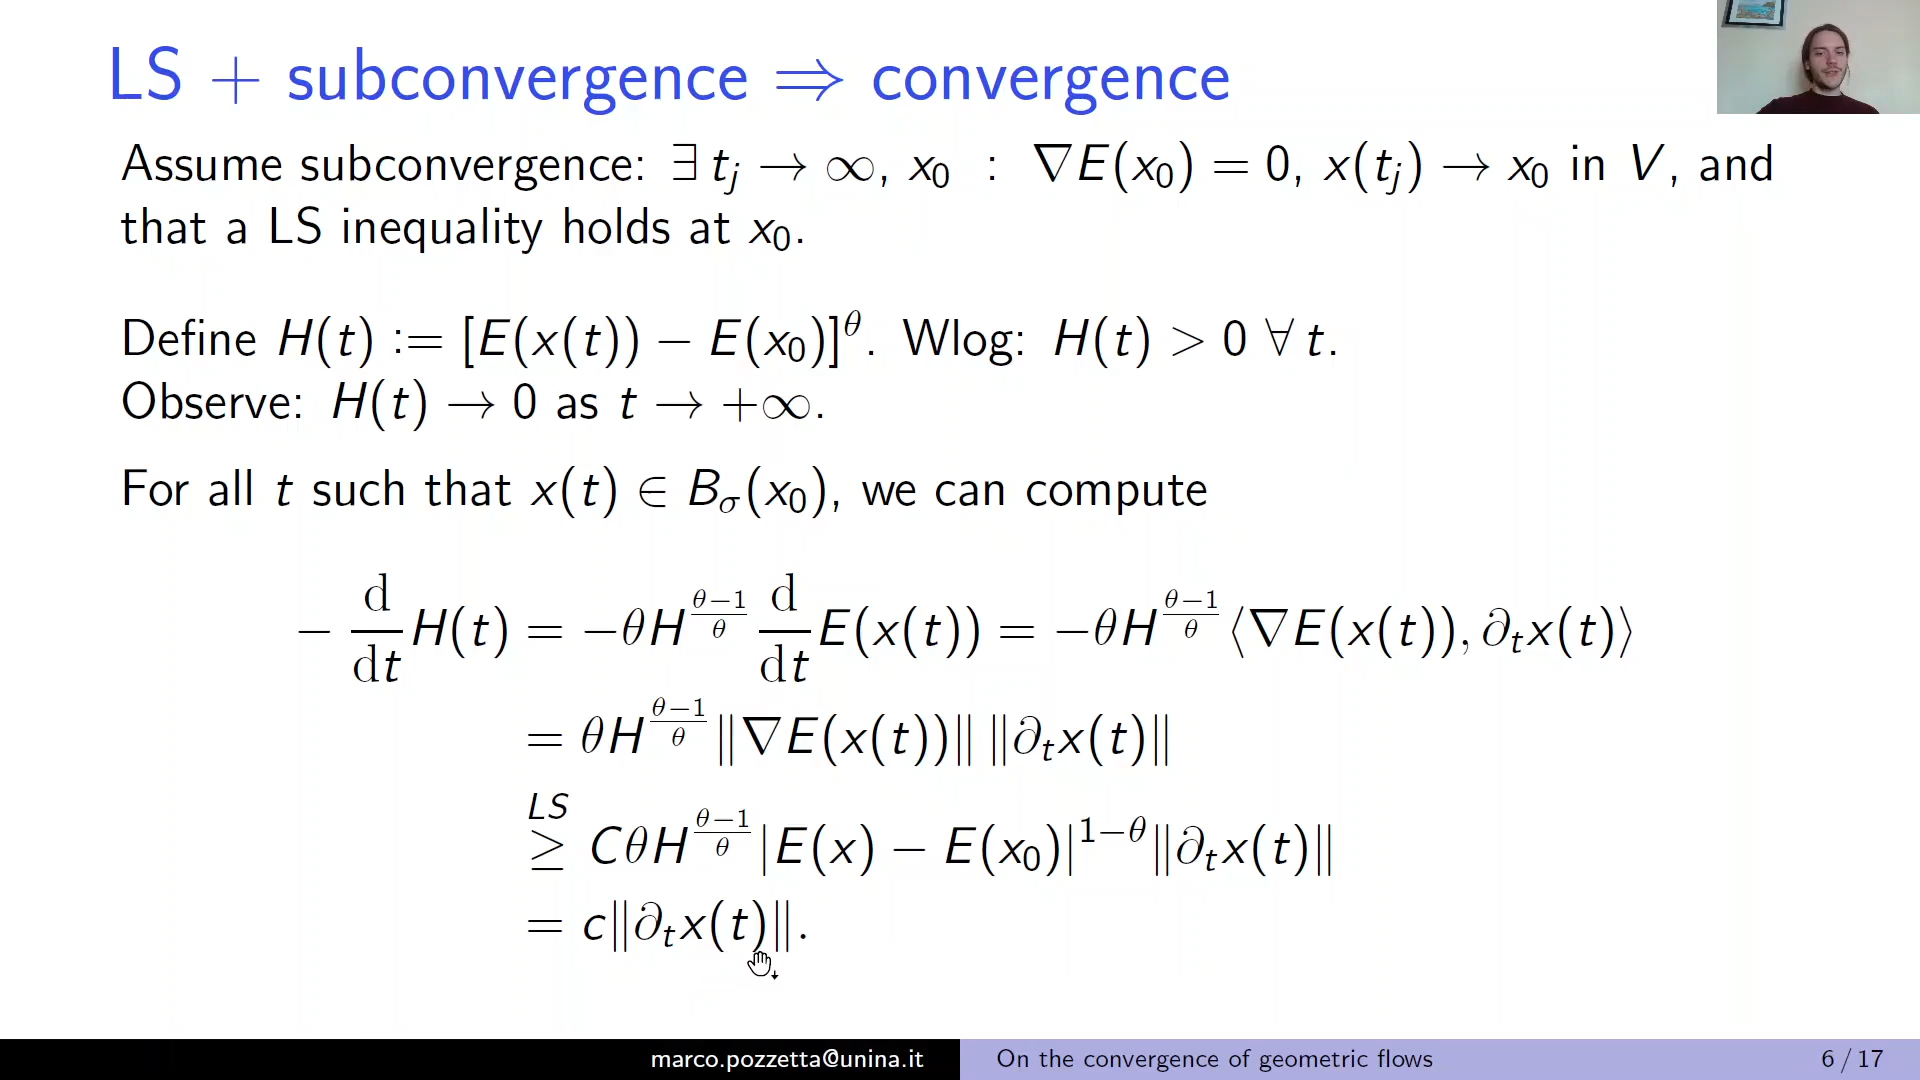 LS + subconvergence ⇒ convergence
Assume subconvergence: ∃ t_j → ∞, x_0 : ∇E(x_0) = 0, x(t_j) → x_0 in V, and
that a LS inequality holds at x_0.
Define H(t) := [E(x(t)) − E(x_0)]^θ. Wlog: H(t) > 0 ∀ t.
Observe: H(t) → 0 as t → +∞.
For all t such that x(t) ∈ B_σ(x_0), we can compute
− d/dt H(t) = −θH^{(θ−1)/θ} d/dt E(x(t)) = −θH^{(θ−1)/θ} ⟨∇E(x(t)), ∂_t x(t)⟩
= θH^{(θ−1)/θ} ‖∇E(x(t))‖ ‖∂_t x(t)‖
LS
≥ CθH^{(θ−1)/θ} |E(x) − E(x_0)|^{1−θ} ‖∂_t x(t)‖
= c‖∂_t x(t)‖.
marco.pozzetta@unina.it On the convergence of geometric flows 6 / 17